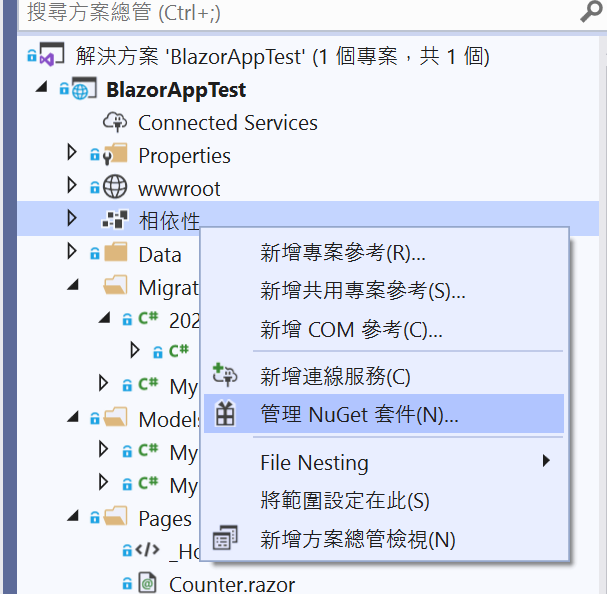 搜尋方案總管 (Ctrl+;)
解決方案 'BlazorAppTest' (1 個專案，共 1 個)
BlazorAppTest
Connected Services
Properties
wwwroot
相依性
Data
新增專案參考(R)...
Migrat
新增共用專案參考(S)...
C# 202
新增 COM 參考(C)...
C#
新增連線服務(C)
C# My
管理 NuGet 套件(N)...
Models
C# My
File Nesting
C# My
將範圍設定在此(S)
Pages
新增方案總管檢視(N)
_Ho
Counter.razor